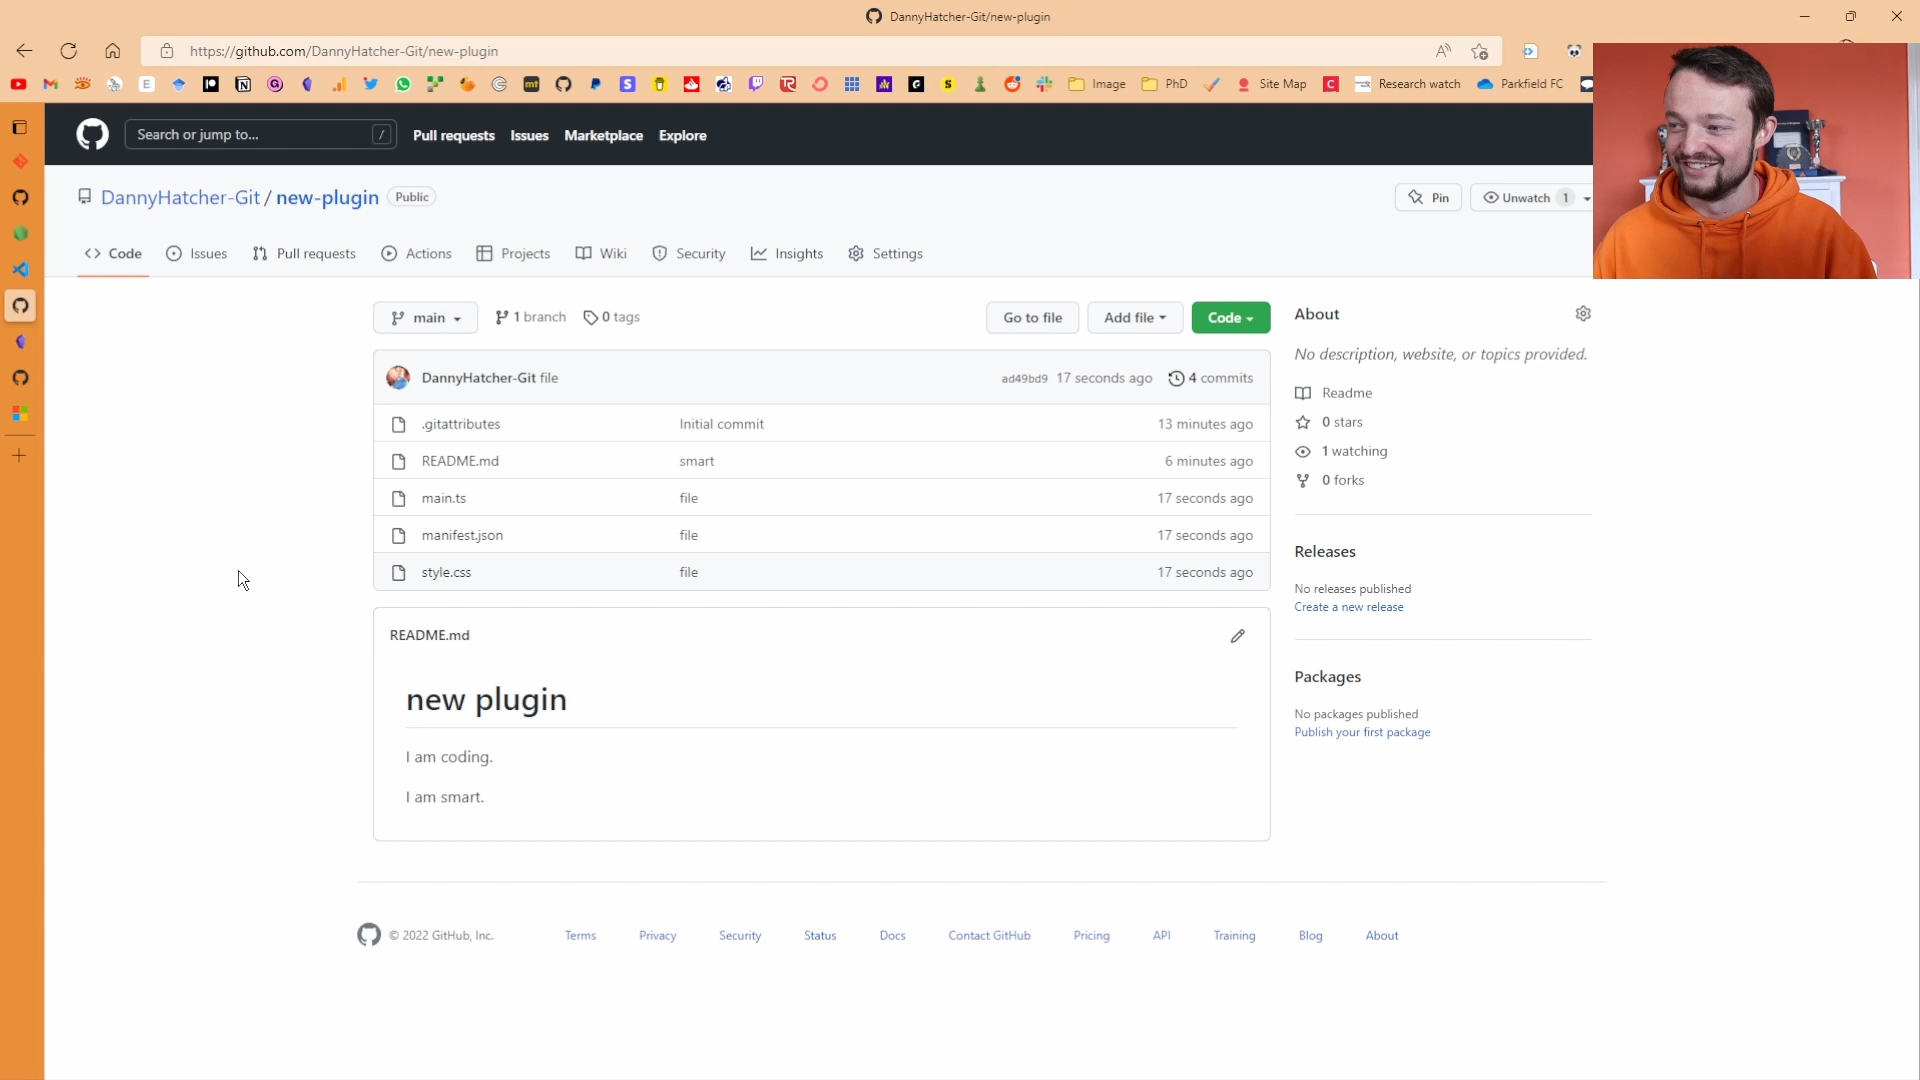 DannyHatcher-Git/new-plugin
https://github.com/DannyHatcher-Git/new-plugin
Image
PhD
Site Map
Research watch
Parkfield FC
Search or jump to... /
Pull requests Issues Marketplace Explore
DannyHatcher-Git / new-plugin Public
Pin
Unwatch 1
Code Issues Pull requests Actions Projects Wiki Security Insights Settings
main 1 branch 0 tags
Go to file Add file Code
DannyHatcher-Git file ad49bd9 17 seconds ago 4 commits
.gitattributes Initial commit 13 minutes ago
README.md smart 6 minutes ago
main.ts file 17 seconds ago
manifest.json file 17 seconds ago
style.css file 17 seconds ago
README.md
new plugin
I am coding.
I am smart.
About
No description, website, or topics provided.
Readme
0 stars
1 watching
0 forks
Releases
No releases published
Create a new release
Packages
No packages published
Publish your first package
© 2022 GitHub, Inc. Terms Privacy Security Status Docs Contact GitHub Pricing API Training Blog About